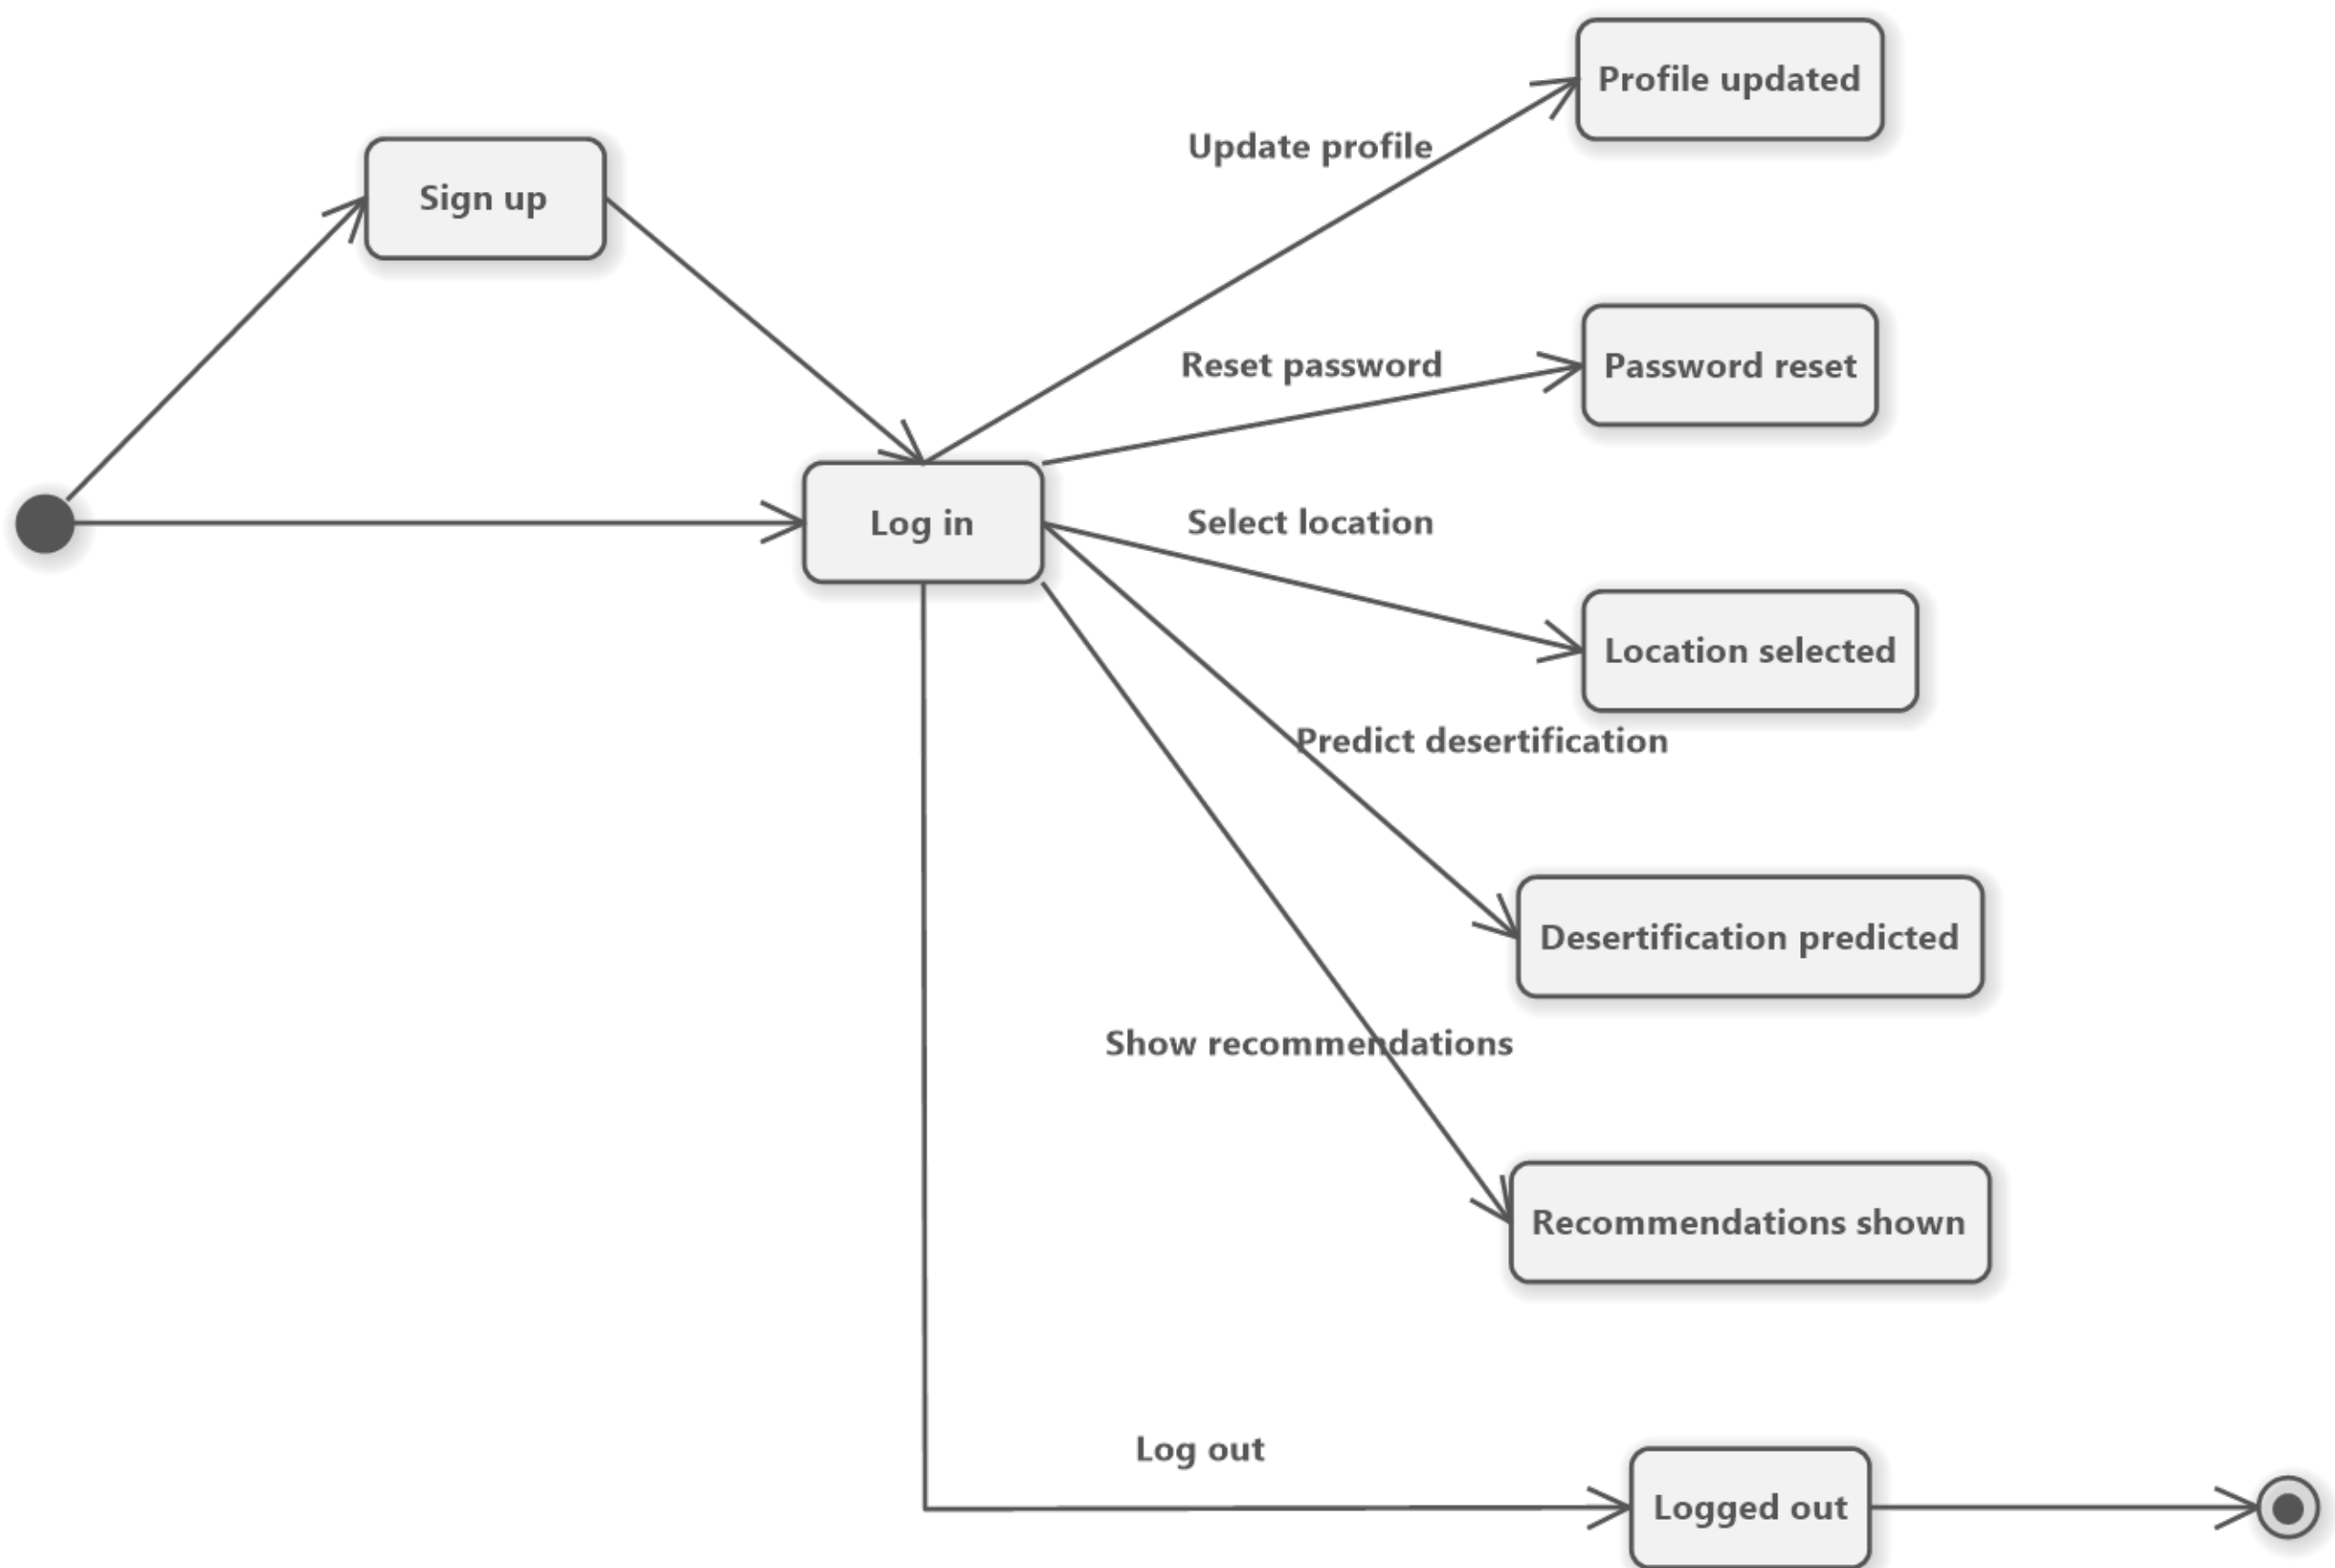 Profile updated
Update profile
Sign up
Reset password
Password reset
Log in
Select location
Location selected
Predict desertification
Desertification predicted
Show recommendations
Recommendations shown
Log out
Logged out